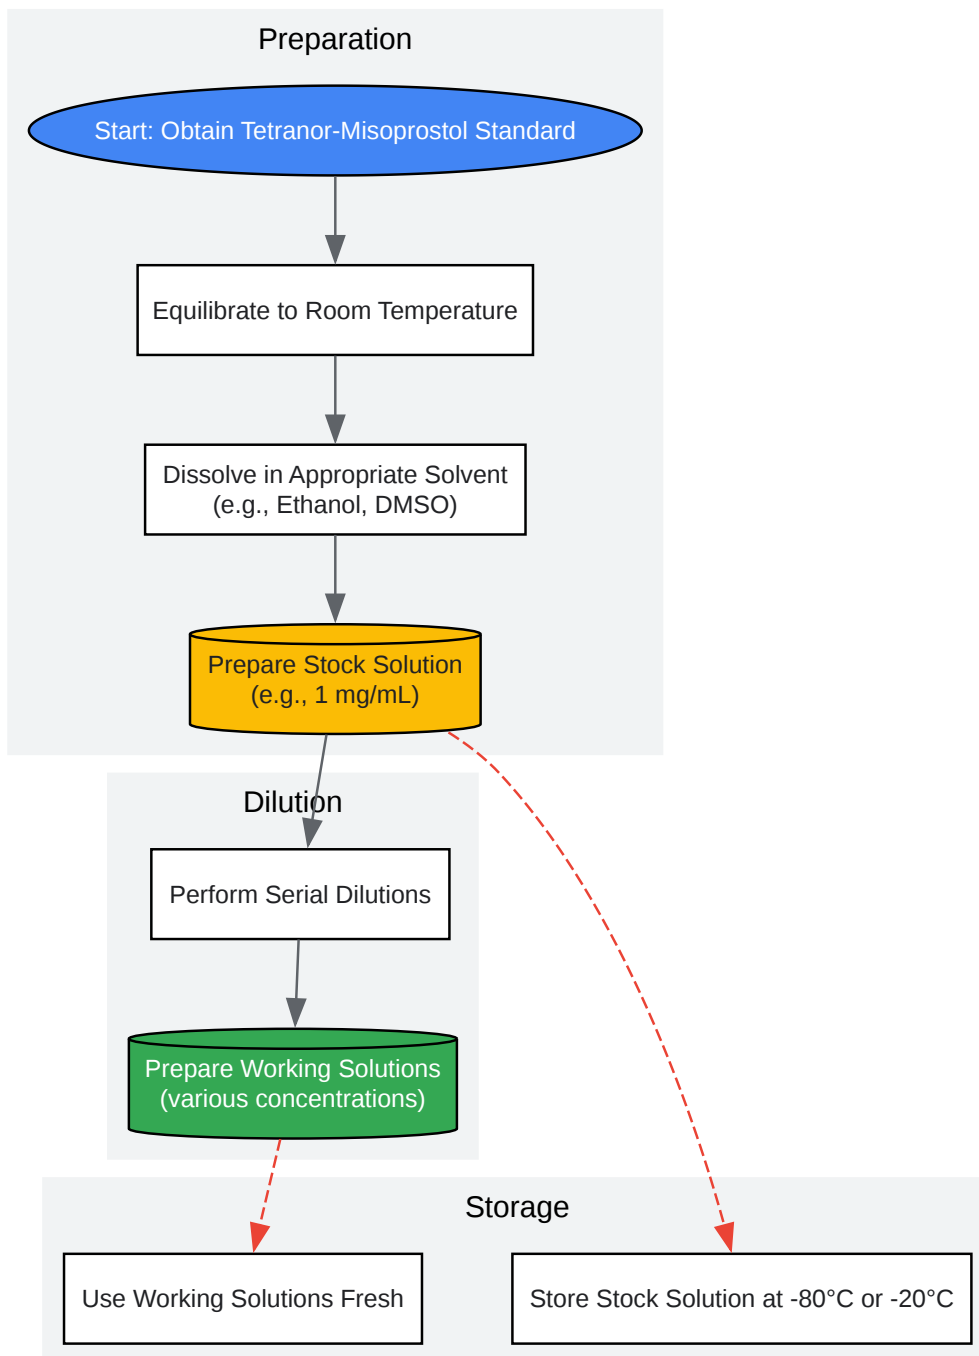 Preparation
Start: Obtain Tetranor-Misoprostol Standard
Equilibrate to Room Temperature
Dissolve in Appropriate Solvent
(e.g., Ethanol, DMSO)
Prepare Stock Solution
(e.g., 1 mg/mL)
Dilution
Perform Serial Dilutions
Prepare Working Solutions
(various concentrations)
Storage
Use Working Solutions Fresh
Store Stock Solution at -80°C or -20°C